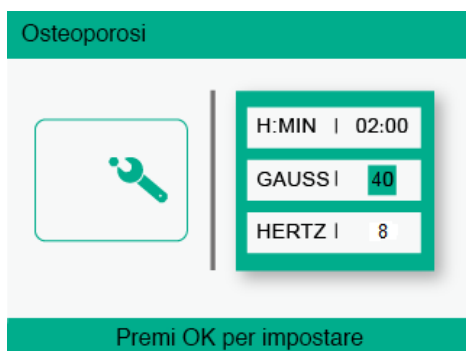 Osteoporosi
H:MIN | 02:00
GAUSS | 40
HERTZ | 8
Premi OK per impostare